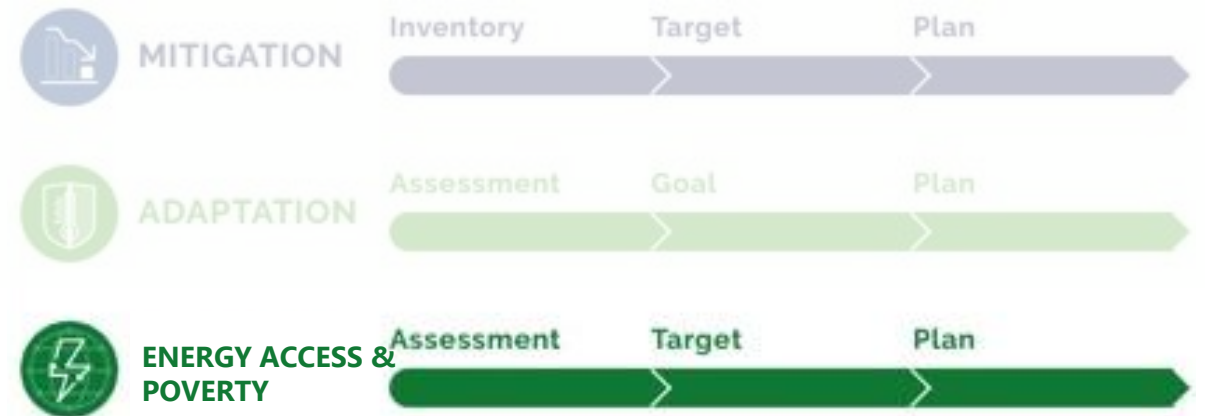 Inventory Target Plan
MITIGATION
Assessment Goal Plan
ADAPTATION
Assessment Target Plan
ENERGY ACCESS &
POVERTY